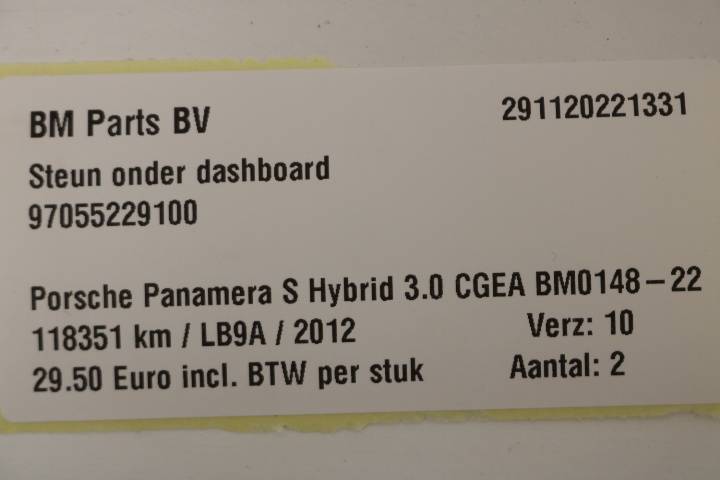 BM Parts BV 291120221331
Steun onder dashboard
97055229100
Porsche Panamera S Hybrid 3.0 CGEA BM0148-22
118351 km / LB9A / 2012 Verz: 10
29.50 Euro incl. BTW per stuk Aantal: 2